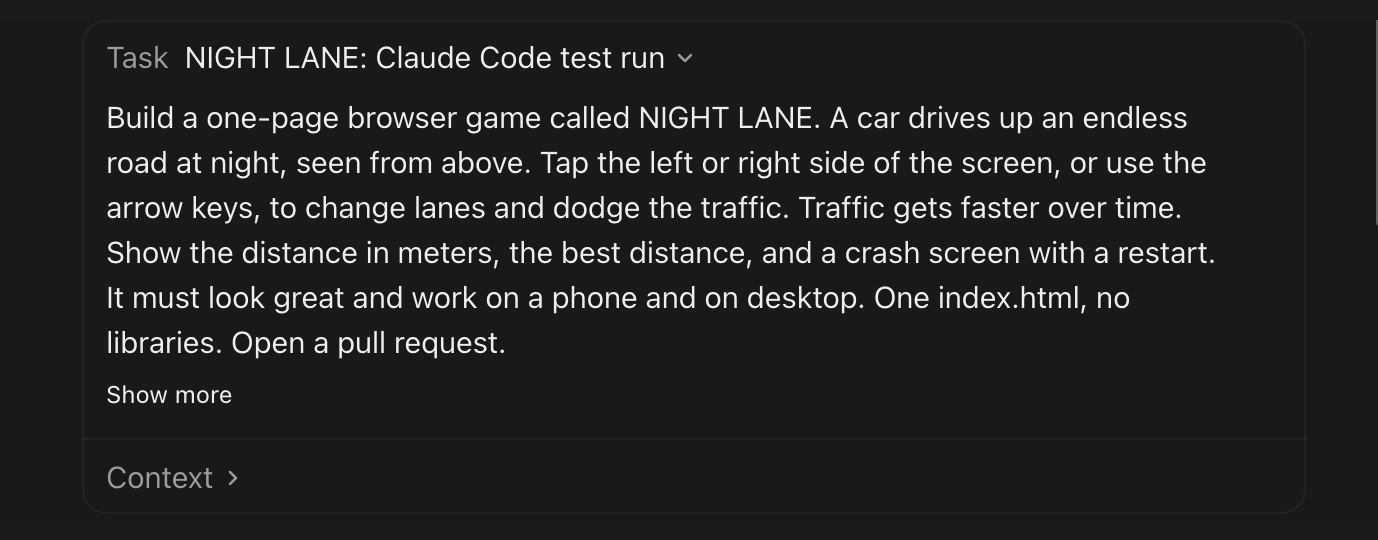 Task NIGHT LANE: Claude Code test run
Build a one-page browser game called NIGHT LANE. A car drives up an endless
road at night, seen from above. Tap the left or right side of the screen, or use the
arrow keys, to change lanes and dodge the traffic. Traffic gets faster over time.
Show the distance in meters, the best distance, and a crash screen with a restart.
It must look great and work on a phone and on desktop. One index.html, no
libraries. Open a pull request.
Show more
Context